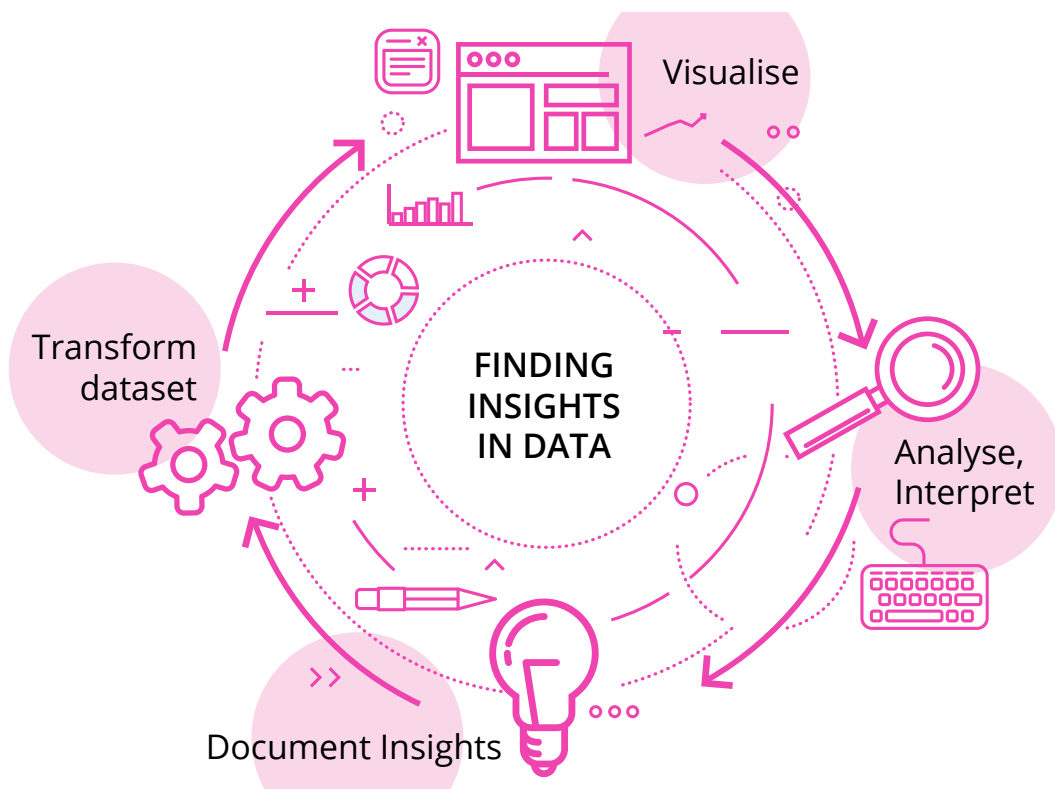 Visualise
FINDING
INSIGHTS
IN DATA
Transform
dataset
Analyse,
Interpret
Document Insights